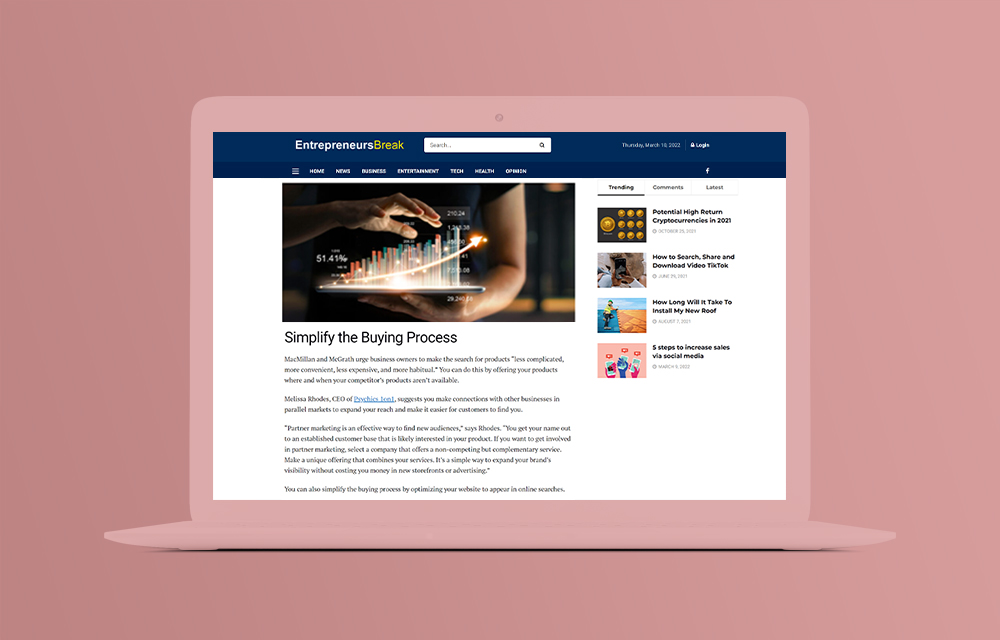 EntrepreneursBreak
Search...
Thursday, March 10, 2022
Login
HOME NEWS BUSINESS ENTERTAINMENT TECH HEALTH OPINION
210.24
51.41%
29,240.28
Simplify the Buying Process
MacMillan and McGrath urge business owners to make the search for products "less complicated,
more convenient, less expensive, and more habitual." You can do this by offering your products
where and when your competitor's products aren't available.
Melissa Rhodes, CEO of Psychics 1on1, suggests you make connections with other businesses in
parallel markets to expand your reach and make it easier for customers to find you.
"Partner marketing is an effective way to find new audiences," says Rhodes. "You get your name out
to an established customer base that is likely interested in your product. If you want to get involved
in partner marketing, select a company that offers a non-competing but complementary service.
Make a unique offering that combines your services. It's a simple way to expand your brand's
visibility without costing you money in new storefronts or advertising."
You can also simplify the buying process by optimizing your website to appear in online searches.
Trending Comments Latest
Potential High Return
Cryptocurrencies in 2021
How to Search, Share and
Download Video TikTok
How Long Will It Take To
Install My New Roof
AUGUST 7, 2021
5 steps to increase sales
via social media
MARCH 9, 2022